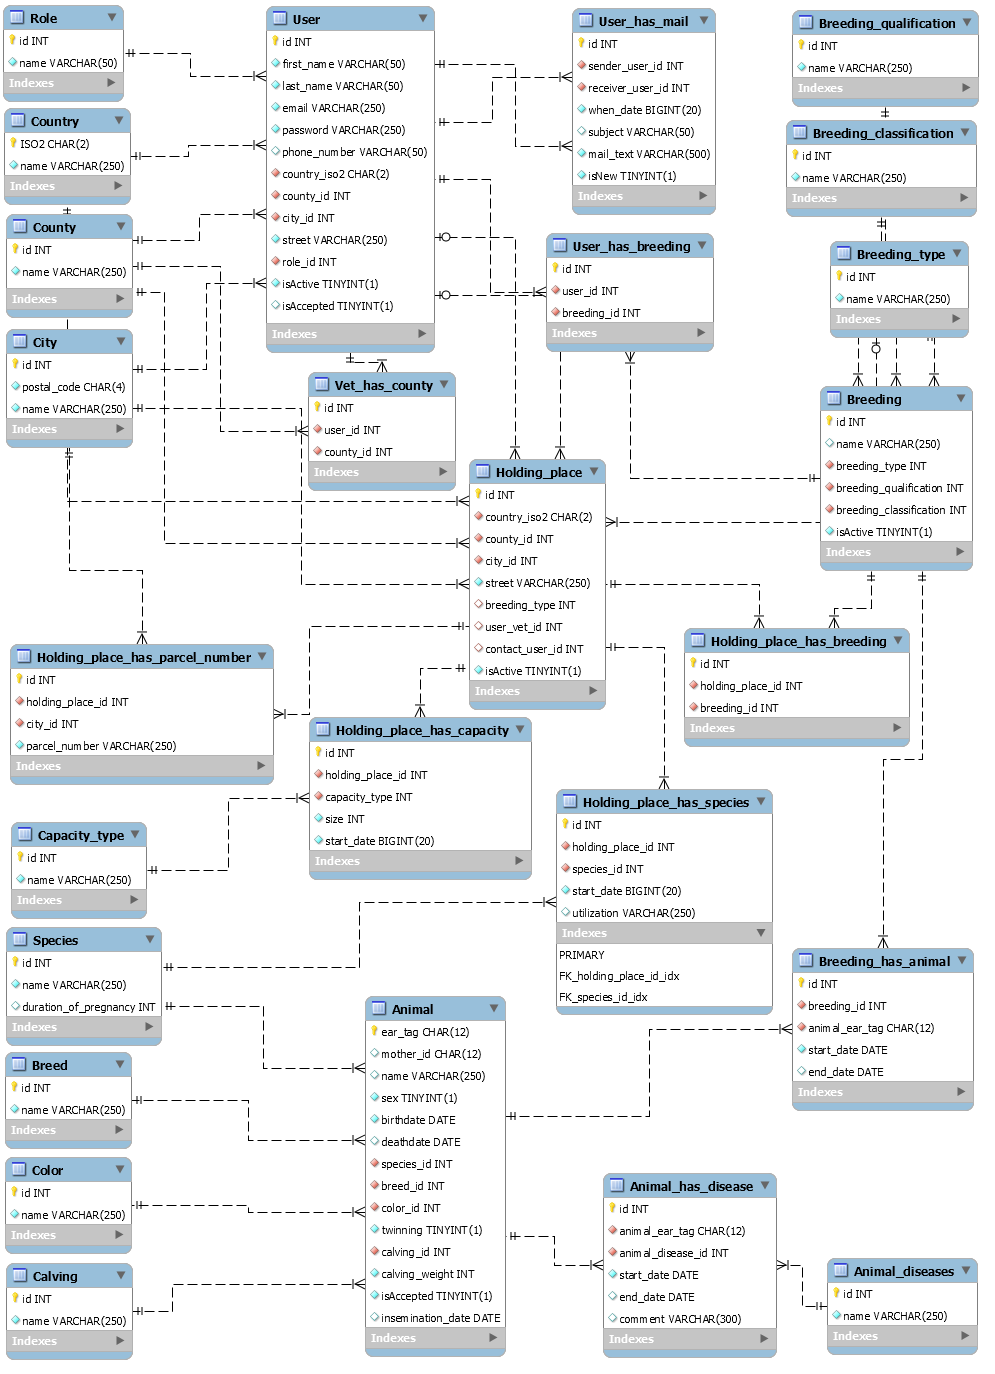 Role
id INT
name VARCHAR(50)
Indexes
Country
ISO2 CHAR(2)
name VARCHAR(250)
Indexes
County
id INT
name VARCHAR(250)
Indexes
City
id INT
postal_code CHAR(4)
name VARCHAR(250)
Indexes
User
id INT
first_name VARCHAR(50)
last_name VARCHAR(50)
email VARCHAR(250)
password VARCHAR(250)
phone_number VARCHAR(50)
country_iso2 CHAR(2)
county_id INT
city_id INT
street VARCHAR(250)
role_id INT
isActive TINYINT(1)
isAccepted TINYINT(1)
Indexes
User_has_mail
id INT
sender_user_id INT
receiver_user_id INT
when_date BIGINT(20)
subject VARCHAR(50)
mail_text VARCHAR(500)
isNew TINYINT(1)
Indexes
Breeding_qualification
id INT
name VARCHAR(250)
Indexes
Breeding_classification
id INT
name VARCHAR(250)
Indexes
User_has_breeding
id INT
user_id INT
breeding_id INT
Indexes
Breeding_type
id INT
name VARCHAR(250)
Indexes
Vet_has_county
id INT
user_id INT
county_id INT
Indexes
Breeding
id INT
name VARCHAR(250)
breeding_type INT
breeding_qualification INT
breeding_classification INT
isActive TINYINT(1)
Indexes
Holding_place
id INT
country_iso2 CHAR(2)
county_id INT
city_id INT
street VARCHAR(250)
breeding_type INT
user_vet_id INT
contact_user_id INT
isActive TINYINT(1)
Indexes
Holding_place_has_breeding
id INT
holding_place_id INT
breeding_id INT
Indexes
Holding_place_has_parcel_number
id INT
holding_place_id INT
city_id INT
parcel_number VARCHAR(250)
Indexes
Holding_place_has_capacity
id INT
holding_place_id INT
capacity_type INT
size INT
start_date BIGINT(20)
Indexes
Capacity_type
id INT
name VARCHAR(250)
Indexes
Holding_place_has_species
id INT
holding_place_id INT
species_id INT
start_date BIGINT(20)
utilization VARCHAR(250)
Indexes
PRIMARY
FK_holding_place_id_idx
FK_species_id_idx
Species
id INT
name VARCHAR(250)
duration_of_pregnancy INT
Indexes
Breeding_has_animal
id INT
breeding_id INT
animal_ear_tag CHAR(12)
start_date DATE
end_date DATE
Indexes
Animal
ear_tag CHAR(12)
mother_id CHAR(12)
name VARCHAR(250)
sex TINYINT(1)
birthdate DATE
deathdate DATE
species_id INT
breed_id INT
color_id INT
twinning TINYINT(1)
calving_id INT
calving_weight INT
isAccepted TINYINT(1)
insemination_date DATE
Indexes
Breed
id INT
name VARCHAR(250)
Indexes
Color
id INT
name VARCHAR(250)
Indexes
Calving
id INT
name VARCHAR(250)
Indexes
Animal_has_disease
id INT
animal_ear_tag CHAR(12)
animal_disease_id INT
start_date DATE
end_date DATE
comment VARCHAR(300)
Indexes
Animal_diseases
id INT
name VARCHAR(250)
Indexes